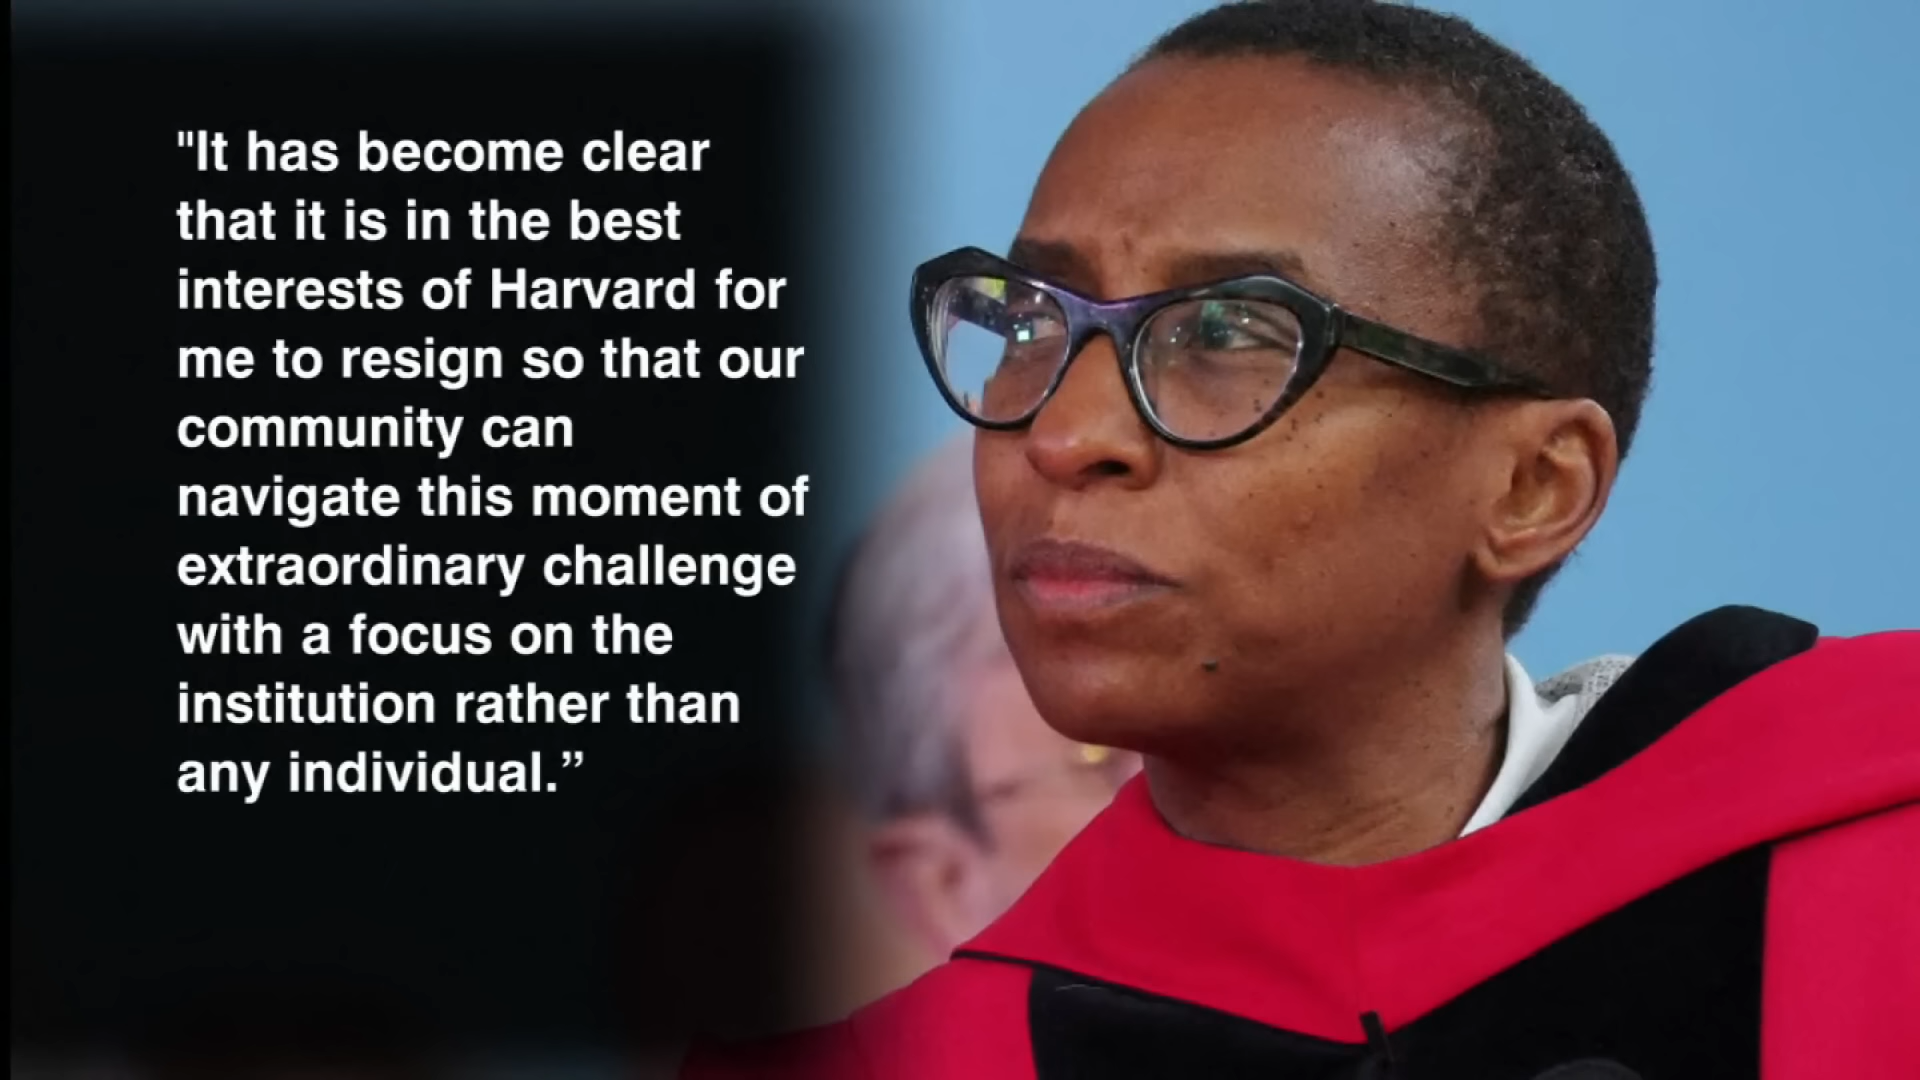 "It has become clear
that it is in the best
interests of Harvard for
me to resign so that our
community can
navigate this moment of
extraordinary challenge
with a focus on the
institution rather than
any individual.”